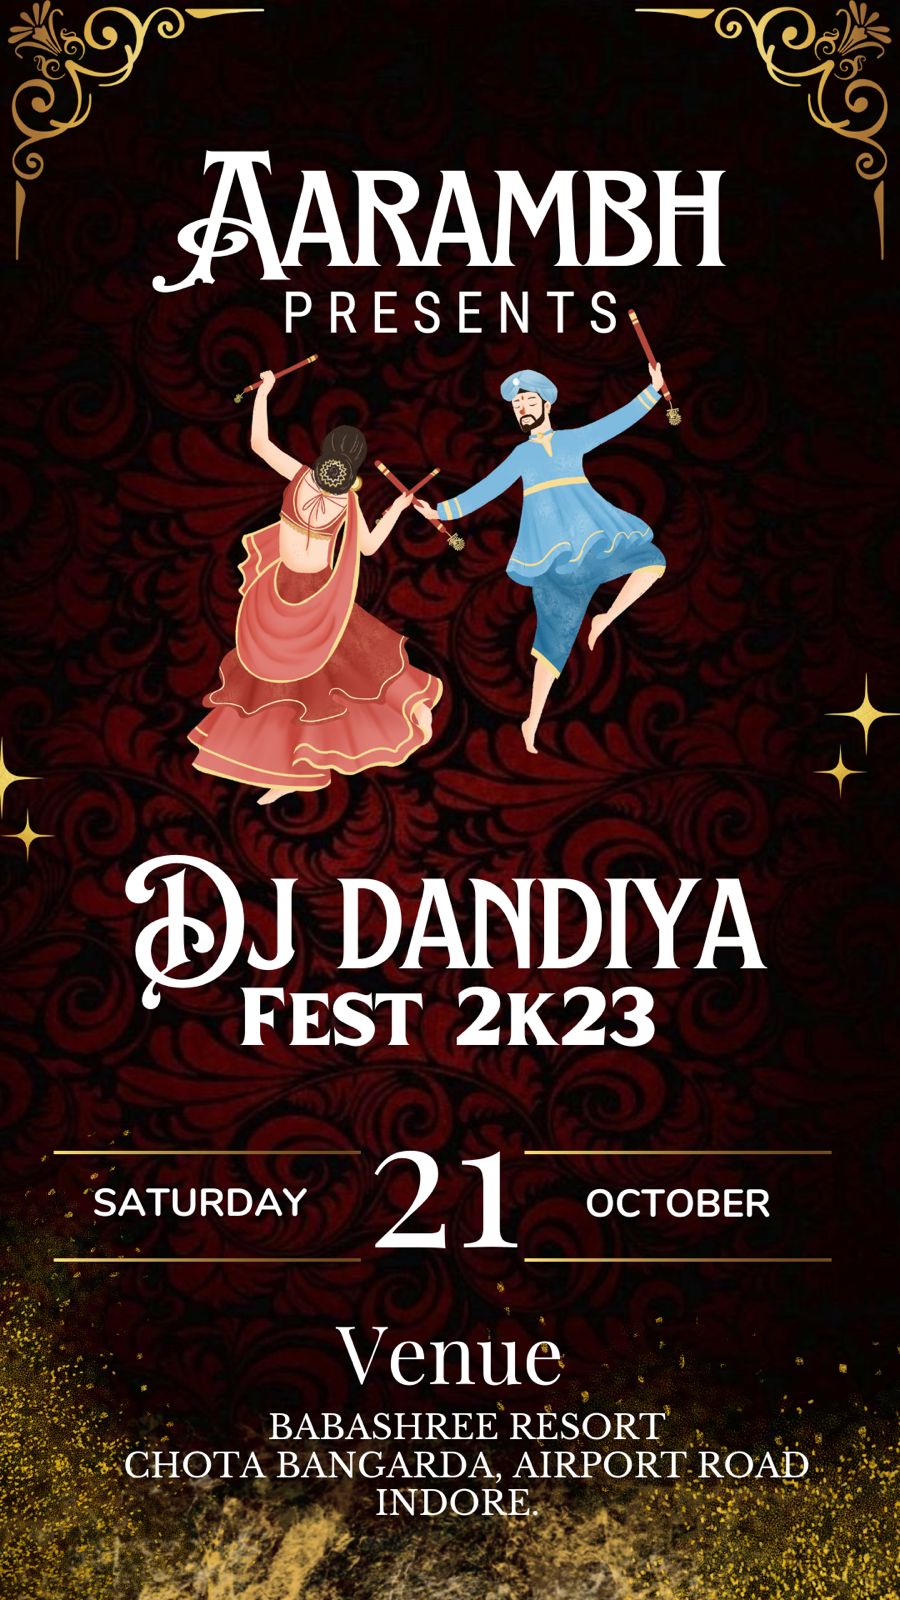 AARAMBH
PRESENTS
DJ DANDIYA
FEST 2K23
SATURDAY 21 OCTOBER
Venue
BABASHREE RESORT
CHOTA BANGARDA, AIRPORT ROAD
INDORE.